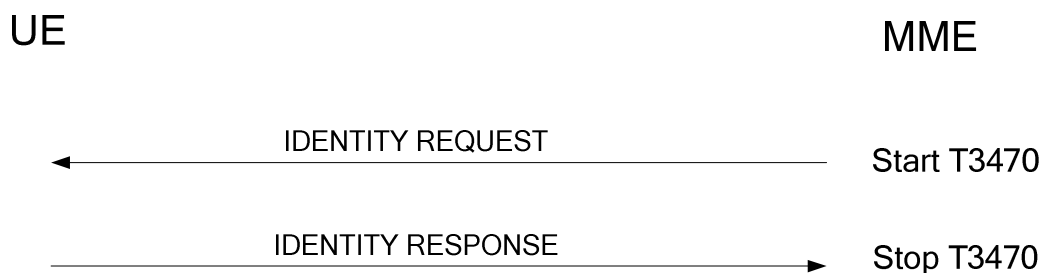 UE MME
IDENTITY REQUEST
Start T3470
IDENTITY RESPONSE
Stop T3470